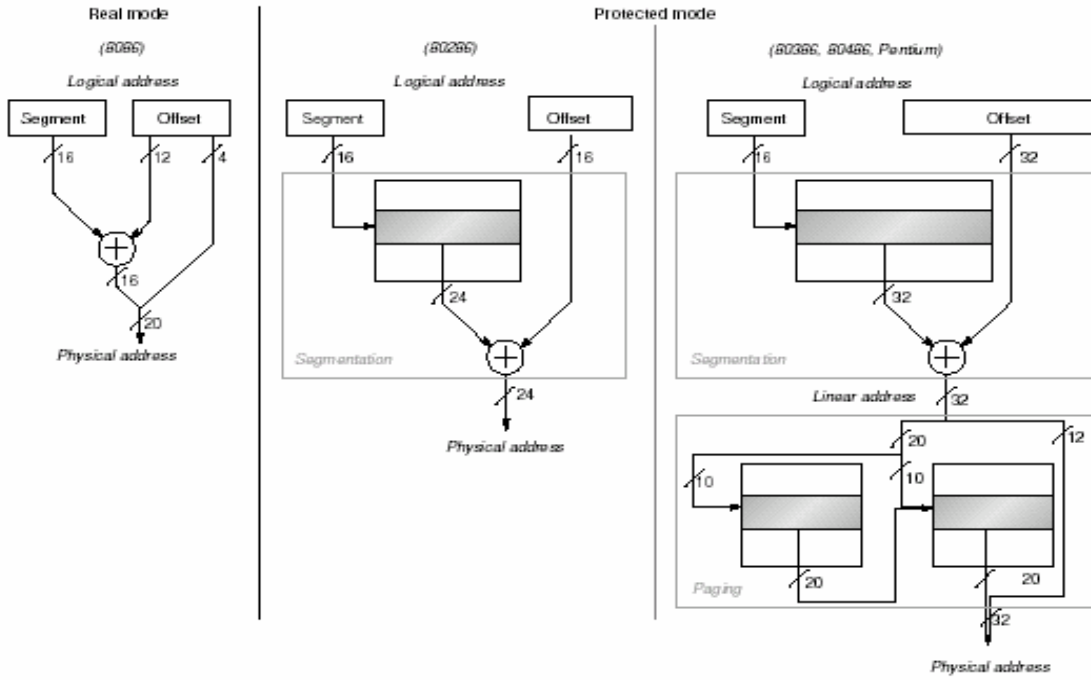 Real mode
Protected mode
(8086)
(80286)
(80386, 80486, Pentium)
Logical address
Logical address
Logical address
Segment
Offset
Segment
Offset
Segment
Offset
16
12
4
16
16
16
32
16
24
32
20
Physical address
Segmentation
Segmentation
24
Linear address
32
Physical address
20
12
10
10
20
20
Paging
32
Physical address